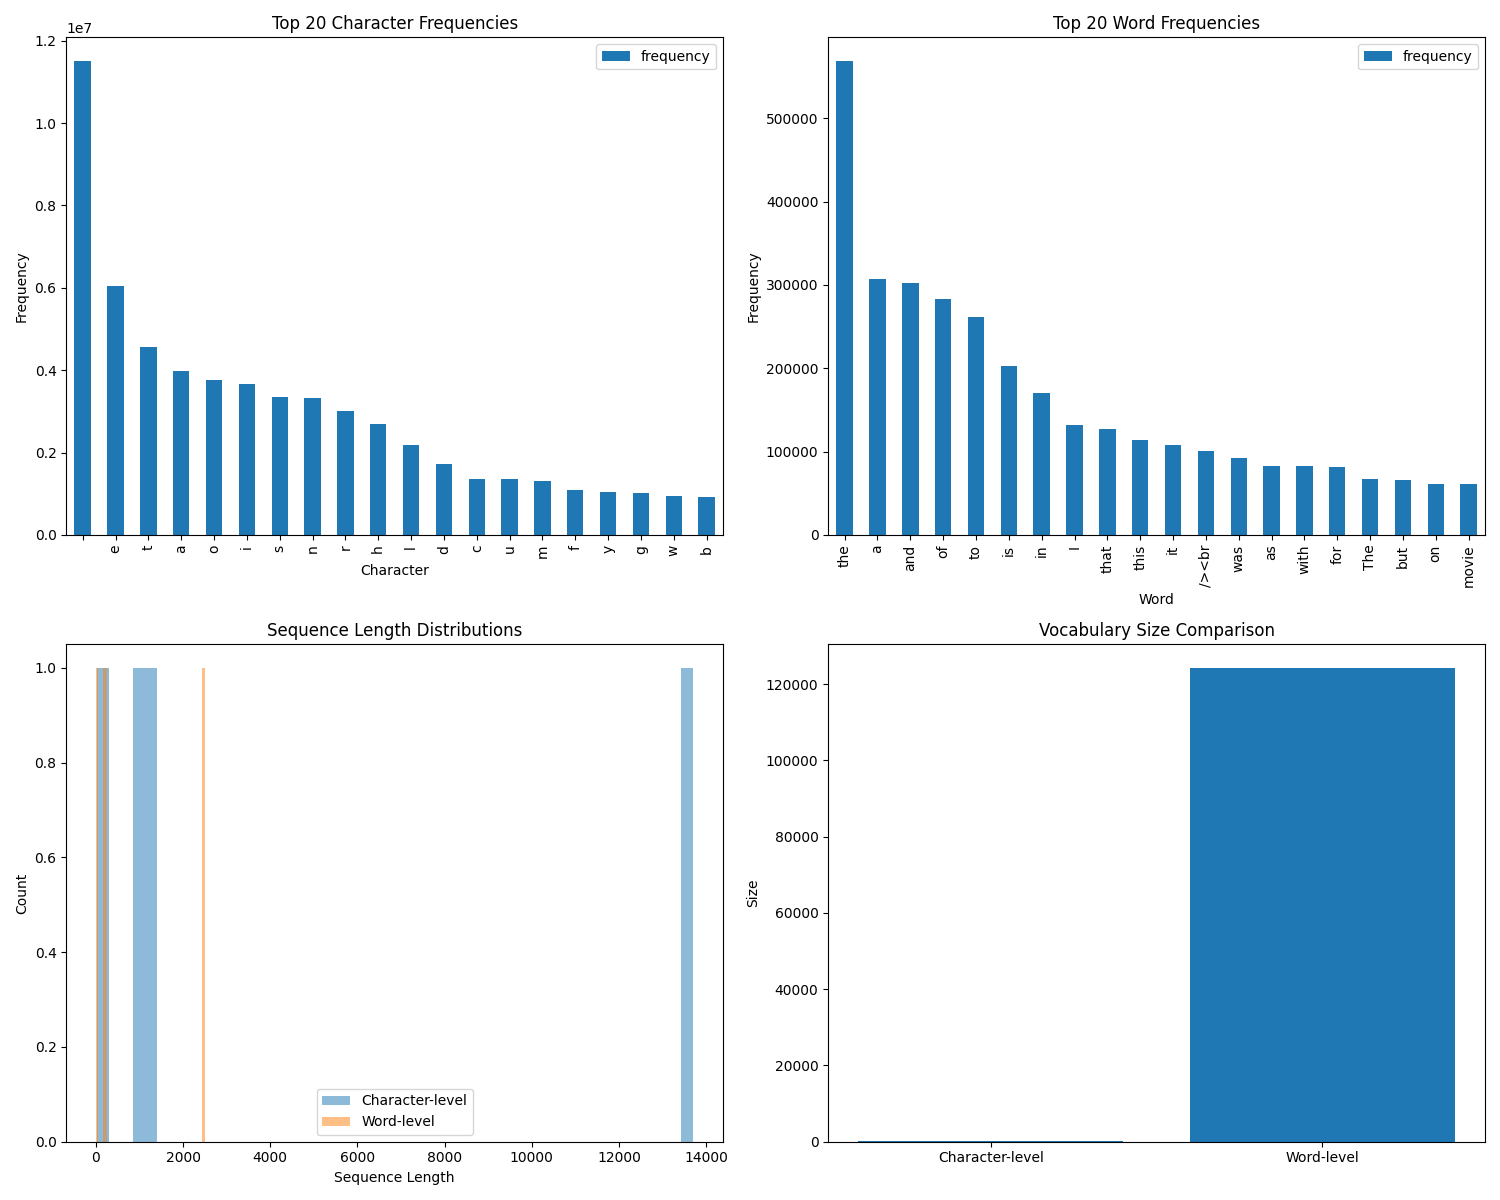 Top 20 Character Frequencies
1e7
1.2
1.0
0.8
0.6
0.4
0.2
0.0
Frequency
frequency
e t a o i s n r h l d c u m f y g w b
Character
Top 20 Word Frequencies
500000
400000
300000
200000
100000
0
Frequency
frequency
the a and of to is in I that this it /><br was as with for The but on movie
Word
Sequence Length Distributions
1.0
0.8
0.6
0.4
0.2
0.0
Count
Character-level
Word-level
0 2000 4000 6000 8000 10000 12000 14000
Sequence Length
Vocabulary Size Comparison
120000
100000
80000
60000
40000
20000
0
Size
Character-level Word-level